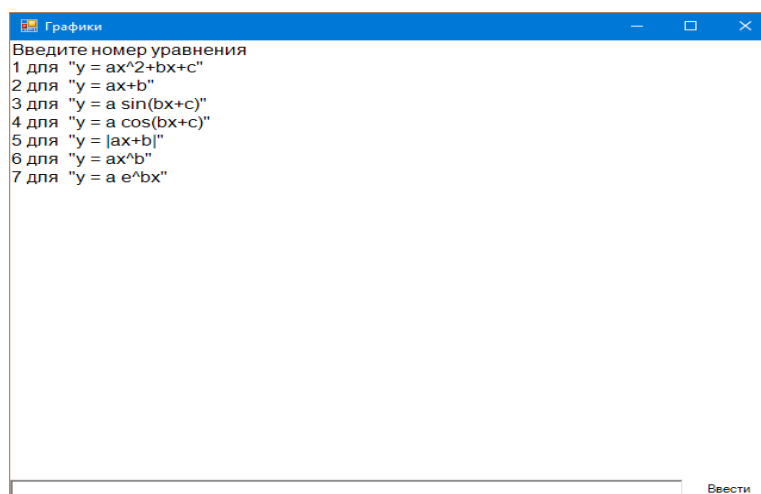 Графики
Введите номер уравнения
1 для "y = ax^2+bx+c"
2 для "y = ax+b"
3 для "y = a sin(bx+c)"
4 для "y = a cos(bx+c)"
5 для "y = |ax+b|"
6 для "y = ax^b"
7 для "y = a e^bx"
Ввести